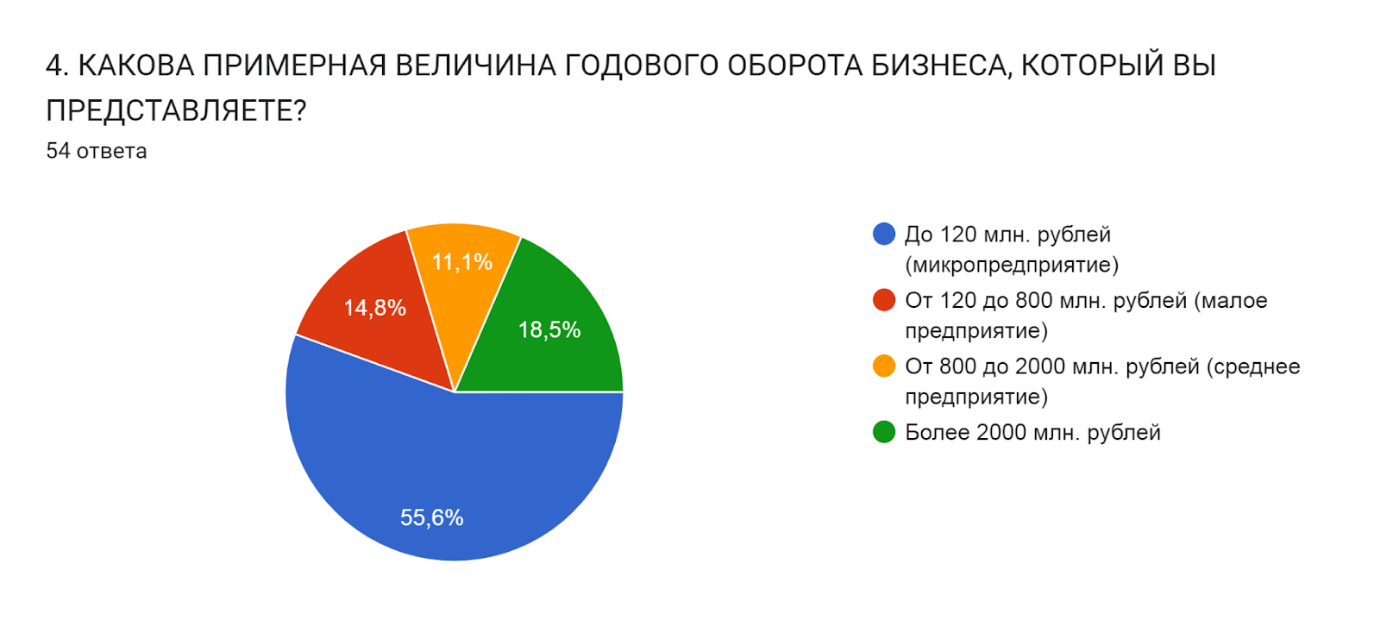 4. КАКОВА ПРИМЕРНАЯ ВЕЛИЧИНА ГОДОВОГО ОБОРОТА БИЗНЕСА, КОТОРЫЙ ВЫ
ПРЕДСТАВЛЯЕТЕ?
54 ответа
11,1%
14,8%
18,5%
55,6%
До 120 млн. рублей
(микропредприятие)
От 120 до 800 млн. рублей (малое
предприятие)
От 800 до 2000 млн. рублей (среднее
предприятие)
Более 2000 млн. рублей